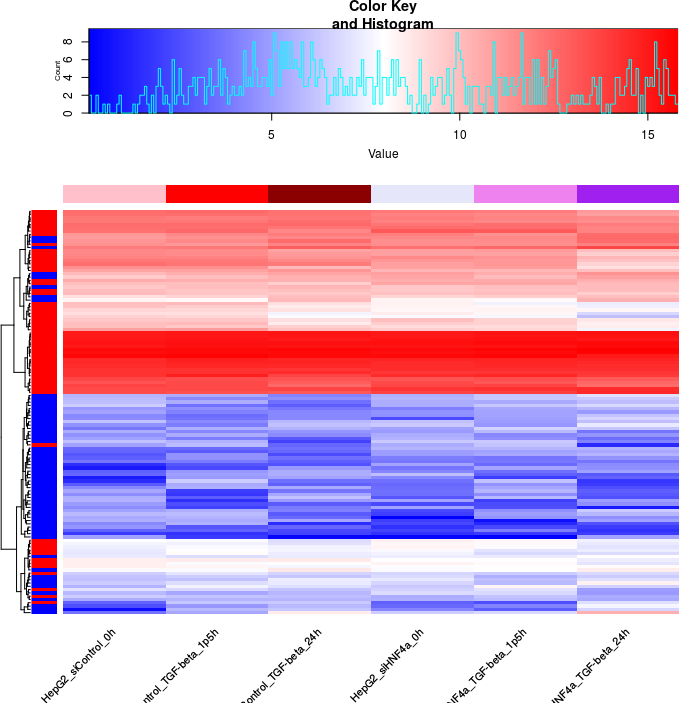 Color Key
and Histogram
Count
0 2 4 6 8
5 10 15
Value
HepG2_siControl_0h
ntrol_TGF-beta_1p5h
Control_TGF-beta_24h
HepG2_siHNF4a_0h
NF4a_TGF-beta_1p5h
HNF4a_TGF-beta_24h